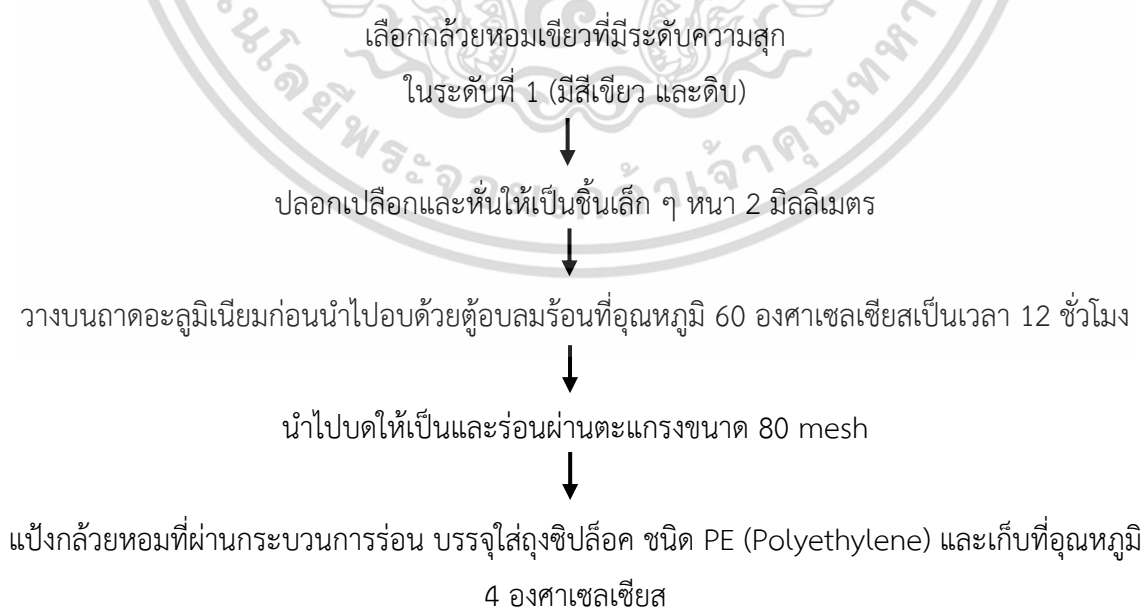 เลือกกล้วยหอมเขียวที่มีระดับความสุก
ในระดับที่ 1 (มีสีเขียว และดิบ)
ปลอกเปลือกและหั่นให้เป็นชิ้นเล็ก ๆ หนา 2 มิลลิเมตร
วางบนถาดอะลูมิเนียมก่อนนำไปอบด้วยตู้อบลมร้อนที่อุณหภูมิ 60 องศาเซลเซียสเป็นเวลา 12 ชั่วโมง
นำไปบดให้เป็นและร่อนผ่านตะแกรงขนาด 80 mesh
แป้งกล้วยหอมที่ผ่านกระบวนการร่อน บรรจุใส่ถุงซิปล็อค ชนิด PE (Polyethylene) และเก็บที่อุณหภูมิ
4 องศาเซลเซียส